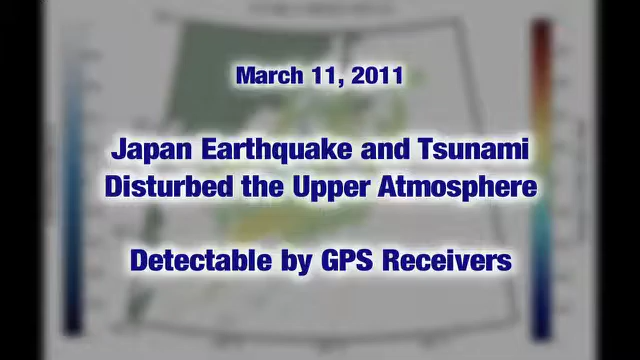 March 11, 2011
Japan Earthquake and Tsunami
Disturbed the Upper Atmosphere
Detectable by GPS Receivers